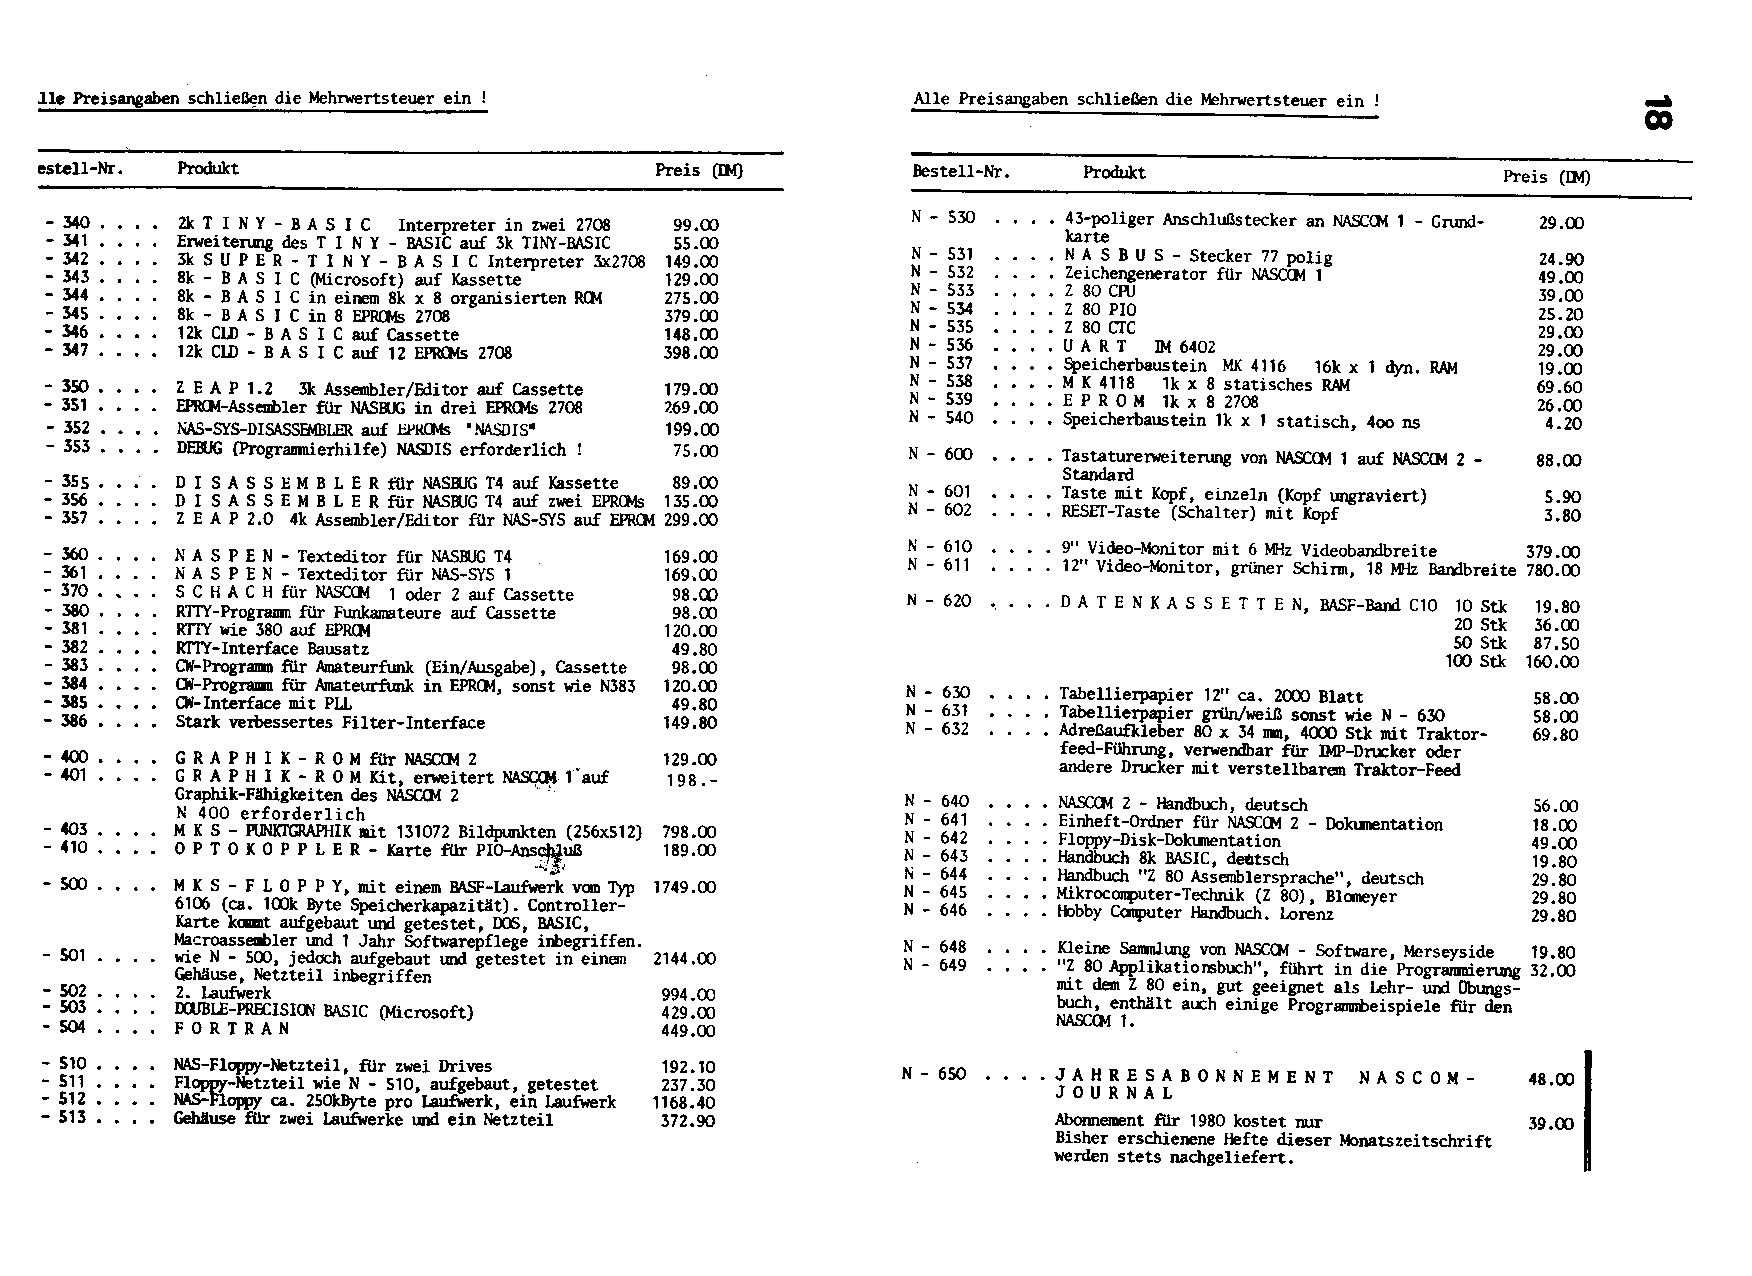 lle Preisangaben schließen die Mehrwertsteuer ein !
estell-Nr. Produkt Preis (DM)
- 340 . . . . 2k T I N Y - B A S I C Interpreter in zwei 2708 99.00
- 341 . . . . Erweiterung des T I N Y - BASIC auf 3k TINY-BASIC 55.00
- 342 . . . . 3k S U P E R - T I N Y - B A S I C Interpreter 3x2708 149.00
- 343 . . . . 8k - B A S I C (Microsoft) auf Kassette 129.00
- 344 . . . . 8k - B A S I C in einem 8k x 8 organisierten ROM 275.00
- 345 . . . . 8k - B A S I C in 8 EPROMs 2708 379.00
- 346 . . . . 12k CLD - B A S I C auf Cassette 148.00
- 347 . . . . 12k CLD - B A S I C auf 12 EPROMs 2708 398.00
- 350 . . . . Z E A P 1.2 3k Assembler/Editor auf Cassette 179.00
- 351 . . . . EPROM-Assembler für NASBUG in drei EPROMs 2708 269.00
- 352 . . . . NAS-SYS-DISASSEMBLER auf EPROMs "NASDIS" 199.00
- 353 . . . . DEBUG (Programmierhilfe) NASDIS erforderlich ! 75.00
- 355 . . . . D I S A S S E M B L E R für NASBUG T4 auf Kassette 89.00
- 356 . . . . D I S A S S E M B L E R für NASBUG T4 auf zwei EPROMs 135.00
- 357 . . . . Z E A P 2.0 4k Assembler/Editor für NAS-SYS auf EPROM 299.00
- 360 . . . . N A S P E N - Texteditor für NASBUG T4 169.00
- 361 . . . . N A S P E N - Texteditor für NAS-SYS 1 169.00
- 370 . . . . S C H A C H für NASCOM 1 oder 2 auf Cassette 98.00
- 380 . . . . RTTY-Programm für Funkamateure auf Cassette 98.00
- 381 . . . . RTTY wie 380 auf EPROM 120.00
- 382 . . . . RTTY-Interface Bausatz 49.80
- 383 . . . . CW-Programm für Amateurfunk (Ein/Ausgabe), Cassette 98.00
- 384 . . . . CW-Programm für Amateurfunk in EPROM, sonst wie N383 120.00
- 385 . . . . CW-Interface mit PLL 49.80
- 386 . . . . Stark verbessertes Filter-Interface 149.80
- 400 . . . . G R A P H I K - R O M für NASCOM 2 129.00
- 401 . . . . G R A P H I K - R O M Kit, erweitert NASCOM 1 auf 198.-
Graphik-Fähigkeiten des NASCOM 2
N 400 erforderlich
- 403 . . . . M K S - PUNKTGRAPHIK mit 131072 Bildpunkten (256x512) 798.00
- 410 . . . . O P T O K O P P L E R - Karte für PIO-Anschluß 189.00
- 500 . . . . M K S - F L O P P Y, mit einem BASF-Laufwerk vom Typ 1749.00
6106 (ca. 100k Byte Speicherkapazität). Controller-
Karte kommt aufgebaut und getestet, DOS, BASIC,
Macroassembler und 1 Jahr Softwarepflege inbegriffen.
- 501 . . . . wie N - 500, jedoch aufgebaut und getestet in einem 2144.00
Gehäuse, Netzteil inbegriffen
- 502 . . . . 2. Laufwerk 994.00
- 503 . . . . DOUBLE-PRECISION BASIC (Microsoft) 429.00
- 504 . . . . F O R T R A N 449.00
- 510 . . . . NAS-Floppy-Netzteil, für zwei Drives 192.10
- 511 . . . . Floppy-Netzteil wie N - 510, aufgebaut, getestet 237.30
- 512 . . . . NAS-Floppy ca. 250kByte pro Laufwerk, ein Laufwerk 1168.40
- 513 . . . . Gehäuse für zwei Laufwerke und ein Netzteil 372.90
Alle Preisangaben schließen die Mehrwertsteuer ein !
18
Bestell-Nr. Produkt Preis (DM)
N - 530 . . . . 43-poliger Anschlußstecker an NASCOM 1 - Grund- 29.00
karte
N - 531 . . . . N A S B U S - Stecker 77 polig 24.90
N - 532 . . . . Zeichengenerator für NASCOM 1 49.00
N - 533 . . . . Z 80 CPU 39.00
N - 534 . . . . Z 80 PIO 25.20
N - 535 . . . . Z 80 CTC 29.00
N - 536 . . . . U A R T IM 6402 29.00
N - 537 . . . . Speicherbaustein MK 4116 16k x 1 dyn. RAM 19.00
N - 538 . . . . M K 4118 1k x 8 statisches RAM 69.60
N - 539 . . . . E P R O M 1k x 8 2708 26.00
N - 540 . . . . Speicherbaustein 1k x 1 statisch, 4oo ns 4.20
N - 600 . . . . Tastaturerweiterung von NASCOM 1 auf NASCOM 2 - 88.00
Standard
N - 601 . . . . Taste mit Kopf, einzeln (Kopf ungraviert) 5.90
N - 602 . . . . RESET-Taste (Schalter) mit Kopf 3.80
N - 610 . . . . 9" Video-Monitor mit 6 MHz Videobandbreite 379.00
N - 611 . . . . 12" Video-Monitor, grüner Schirm, 18 MHz Bandbreite 780.00
N - 620 . . . . D A T E N K A S S E T T E N, BASF-Band C10 10 Stk 19.80
20 Stk 36.00
50 Stk 87.50
100 Stk 160.00
N - 630 . . . . Tabellierpapier 12" ca. 2000 Blatt 58.00
N - 631 . . . . Tabellierpapier grün/weiß sonst wie N - 630 58.00
N - 632 . . . . Adreßaufkleber 80 x 34 mm, 4000 Stk mit Traktor- 69.80
feed-Führung, verwendbar für IMP-Drucker oder
andere Drucker mit verstellbarem Traktor-Feed
N - 640 . . . . NASCOM 2 - Handbuch, deutsch 56.00
N - 641 . . . . Einheft-Ordner für NASCOM 2 - Dokumentation 18.00
N - 642 . . . . Floppy-Disk-Dokumentation 49.00
N - 643 . . . . Handbuch 8k BASIC, deutsch 19.80
N - 644 . . . . Handbuch "Z 80 Assemblersprache", deutsch 29.80
N - 645 . . . . Mikrocomputer-Technik (Z 80), Blomeyer 29.80
N - 646 . . . . Hobby Computer Handbuch. Lorenz 29.80
N - 648 . . . . Kleine Sammlung von NASCOM - Software, Merseyside 19.80
N - 649 . . . . "Z 80 Applikationsbuch", führt in die Programmierung 32.00
mit dem Z 80 ein, gut geeignet als Lehr- und Übungs-
buch, enthält auch einige Programmbeispiele für den
NASCOM 1.
N - 650 . . . . J A H R E S A B O N N E M E N T N A S C O M - 48.00
J O U R N A L
Abonnement für 1980 kostet nur 39.00
Bisher erschienene Hefte dieser Monatszeitschrift
werden stets nachgeliefert.